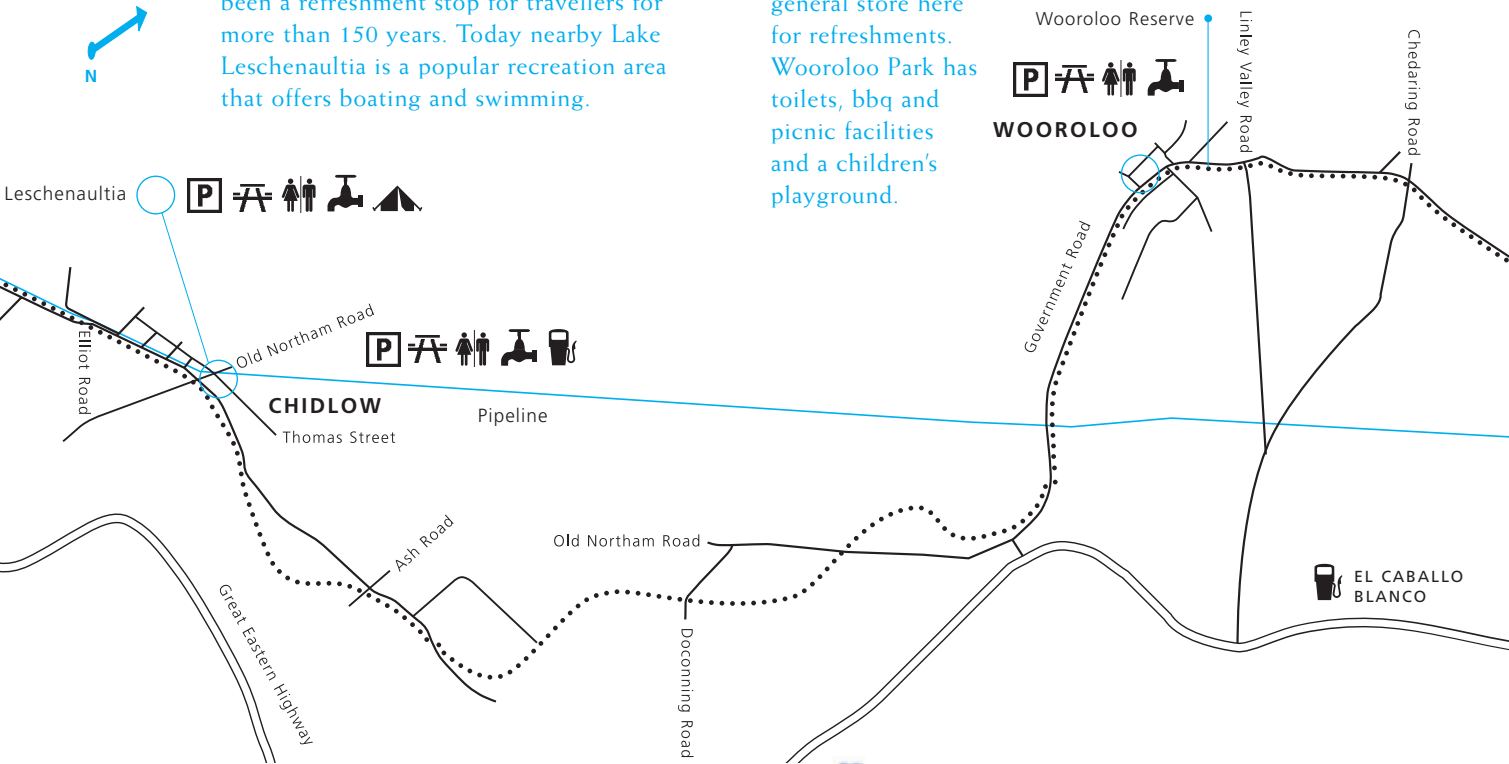 been a refreshment stop for travellers for
more than 150 years. Today nearby Lake
Leschenaultia is a popular recreation area
that offers boating and swimming.
N
general store here
for refreshments.
Wooroloo Park has
toilets, bbq and
picnic facilities
and a children's
playground.
Wooroloo Reserve
Linley Valley Road
Chedaring Road
P
WOOROLOO
Leschenaultia
P
Government Road
Elliot Road
Old Northam Road
P
CHIDLOW
Thomas Street
Pipeline
Ash Road
Old Northam Road
Great Eastern Highway
Doconning Road
EL CABALLO
BLANCO